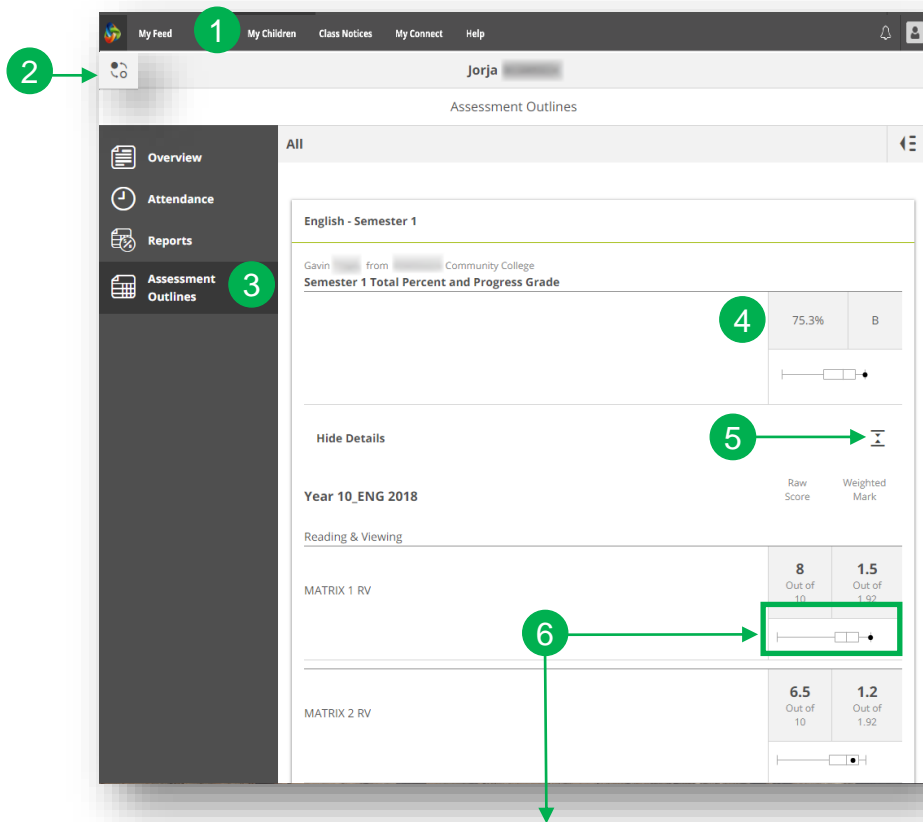 1
My Feed My Children Class Notices My Connect Help
2
Jorja
Assessment Outlines
All
Overview
Attendance
Reports
Assessment
Outlines
3
English - Semester 1
Gavin from Community College
Semester 1 Total Percent and Progress Grade
4
75.3% B
Hide Details
5
Year 10_ENG 2018
Raw
Score
Weighted
Mark
Reading & Viewing
MATRIX 1 RV
8
Out of
10
1.5
Out of
1.92
6
MATRIX 2 RV
6.5
Out of
10
1.2
Out of
1.92